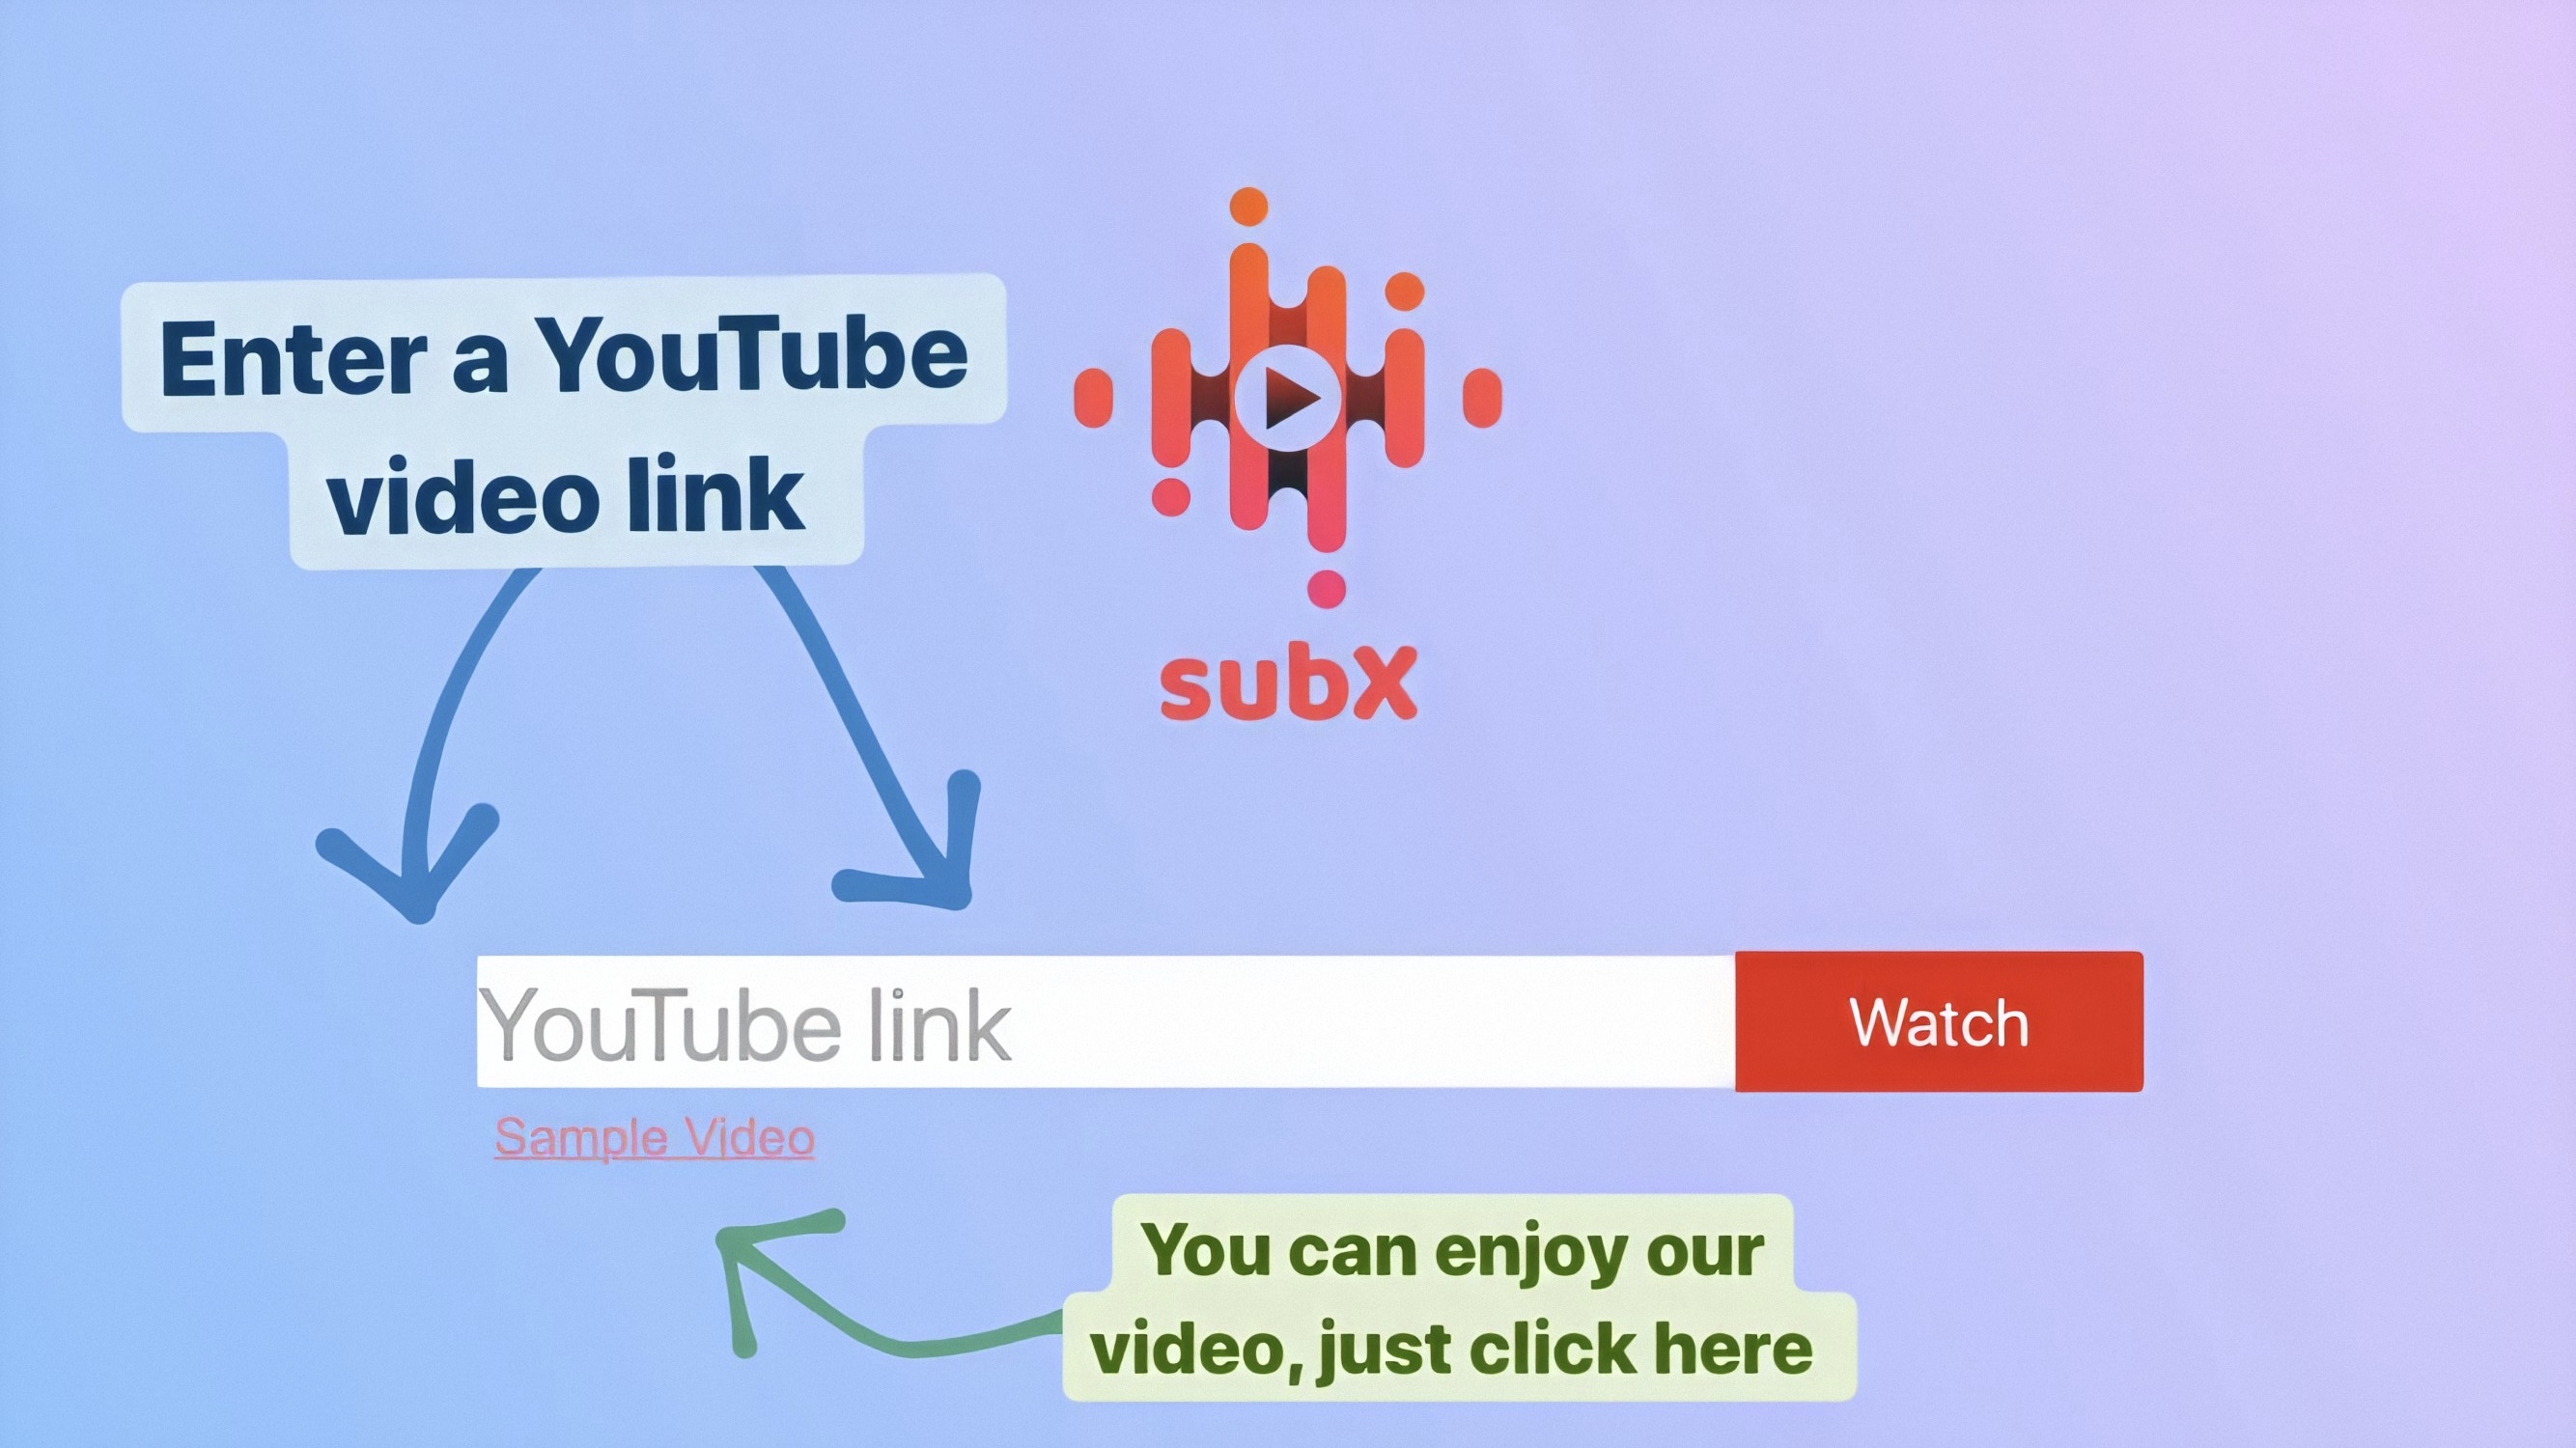 Enter a YouTube
video link
subX
YouTube link
Watch
Sample Video
You can enjoy our
video, just click here